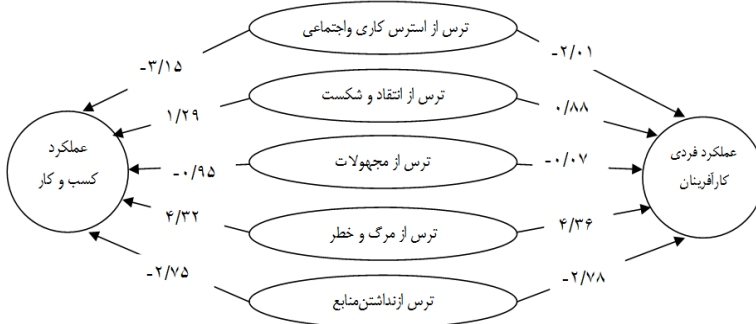 ترس از استرس کاری واجتماعی
-۳/۱۵
-۲/۰۱
ترس از انتقاد و شکست
۱/۲۹
۰/۸۸
عملکرد
کسب و کار
ترس از مجهولات
عملکرد فردی
کارآفرینان
-۰/۹۵
-۰/۰۷
ترس از مرگ و خطر
۴/۳۲
۴/۳۶
ترس ازنداشتن‌منابع
-۲/۷۵
-۲/۷۸